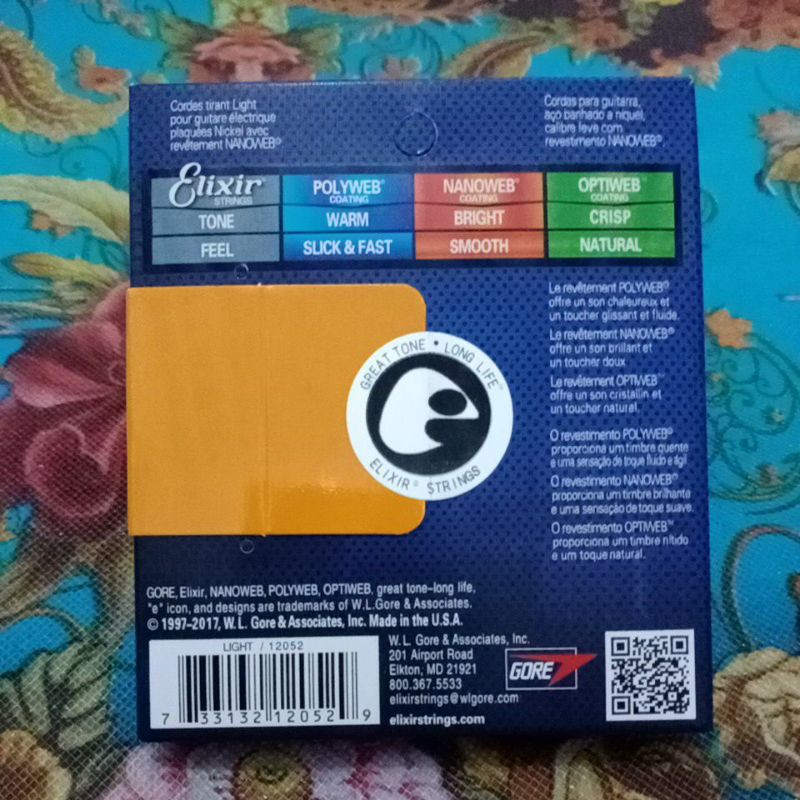 Cordes tirant Light
pour guitare électrique
plaquées Nickel avec
revêtement NANOWEB®
Cordas para guitarra,
aço banhado a níquel,
calibre leve com
revestimento NANOWEB®.
Elixir®
STRINGS
POLYWEB®
COATING
NANOWEB®
COATING
OPTIWEB™
COATING
TONE WARM BRIGHT CRISP
FEEL SLICK & FAST SMOOTH NATURAL
Le revêtement POLYWEB®
offre un son chaleureux et
un toucher glissant et fluide.
Le revêtement NANOWEB®
offre un son brillant et
un toucher doux
Le revêtement OPTIWEB™
offre un son cristallin et
un toucher naturel.
O revestimento POLYWEB®
proporciona um timbre quente
e uma sensação de toque fluido e ágil
O revestimento NANOWEB®
proporciona um timbre brilhante
e uma sensação de toque suave.
O revestimento OPTIWEB™
proporciona um timbre nítido
e um toque natural.
GREAT TONE • LONG LIFE™
ELIXIR® STRINGS
GORE, Elixir, NANOWEB, POLYWEB, OPTIWEB, great tone–long life,
"e" icon, and designs are trademarks of W.L.Gore & Associates.
© 1997–2017, W. L. Gore & Associates, Inc. Made in the U.S.A.
LIGHT / 12052
7 33132 12052 9
W. L. Gore & Associates, Inc.
201 Airport Road
Elkton, MD 21921
800.367.5533
elixirstrings@wlgore.com
elixirstrings.com
GORE